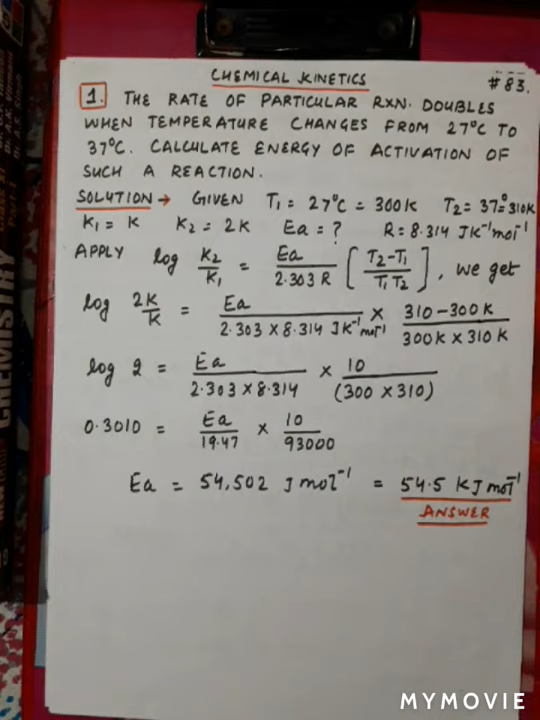 CHEMICAL KINETICS
#83.
1. THE RATE OF PARTICULAR RXN. DOUBLES
WHEN TEMPERATURE CHANGES FROM 27°C TO
37°C. CALCULATE ENERGY OF ACTIVATION OF
SUCH A REACTION.
SOLUTION → GIVEN T₁ = 27°C = 300K T₂ = 37°=310K
K₁ = K K₂ = 2K Ea = ? R = 8.314 JK⁻¹mol⁻¹
APPLY log K₂/K₁ = Ea/2.303 R [T₂-T₁/T₁T₂], we get
log 2K/K = Ea/2.303 × 8.314 JK⁻¹mol⁻¹ × 310-300K/300K × 310K
log 2 = Ea/2.303 × 8.314 × 10/(300 × 310)
0.3010 = Ea/19.47 × 10/93000
Ea = 54,502 J mol⁻¹ = 54.5 KJ mol⁻¹
ANSWER
MYMOVIE
CHEMISTRY